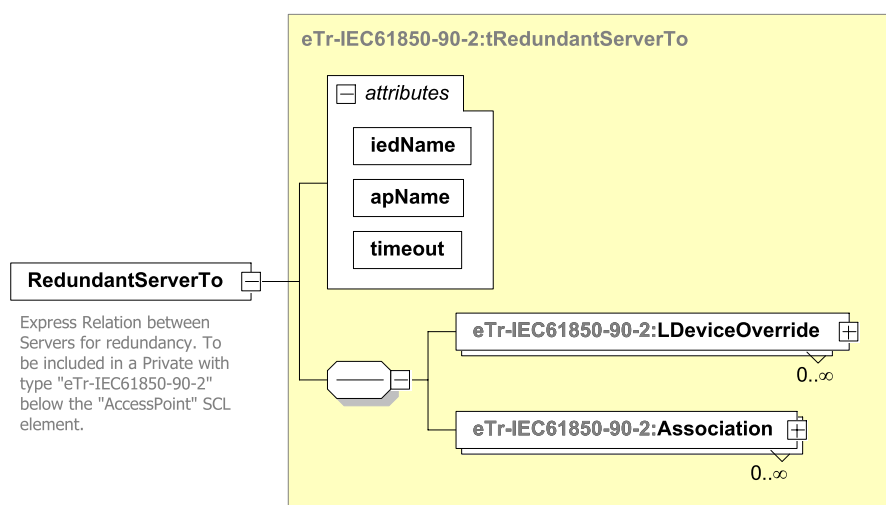 eTr-IEC61850-90-2:tRedundantServerTo
attributes
iedName
apName
timeout
RedundantServerTo
Express Relation between
Servers for redundancy. To
be included in a Private with
type "eTr-IEC61850-90-2"
below the "AccessPoint" SCL
element.
eTr-IEC61850-90-2:LDeviceOverride
0..∞
eTr-IEC61850-90-2:Association
0..∞